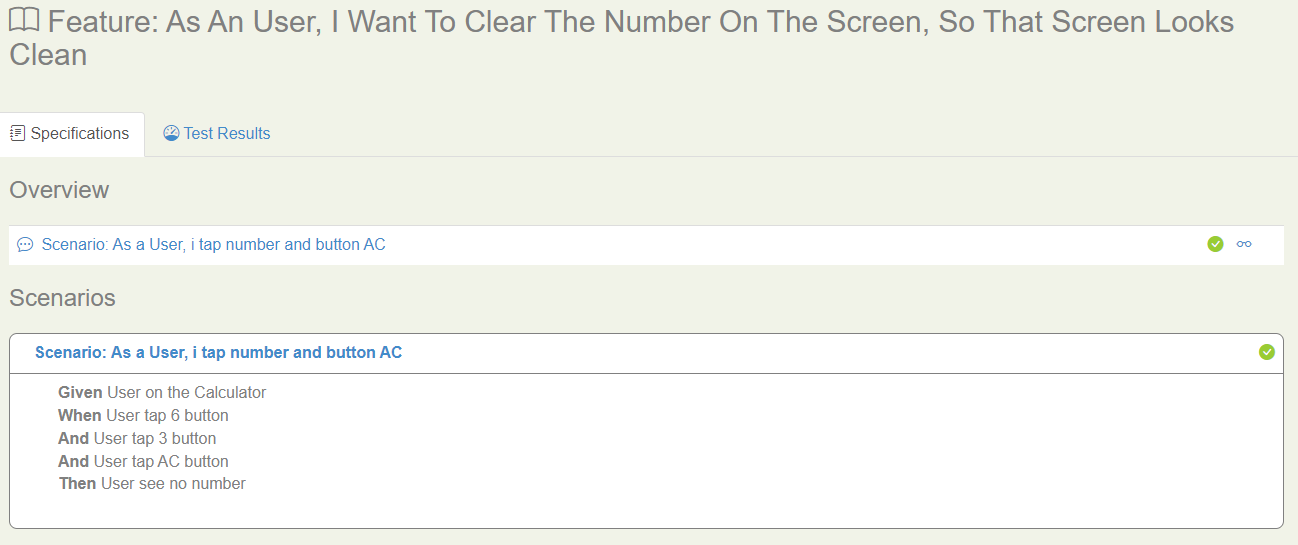 Feature: As An User, I Want To Clear The Number On The Screen, So That Screen Looks
Clean
Specifications
Test Results
Overview
Scenario: As a User, i tap number and button AC
Scenarios
Scenario: As a User, i tap number and button AC
Given User on the Calculator
When User tap 6 button
And User tap 3 button
And User tap AC button
Then User see no number